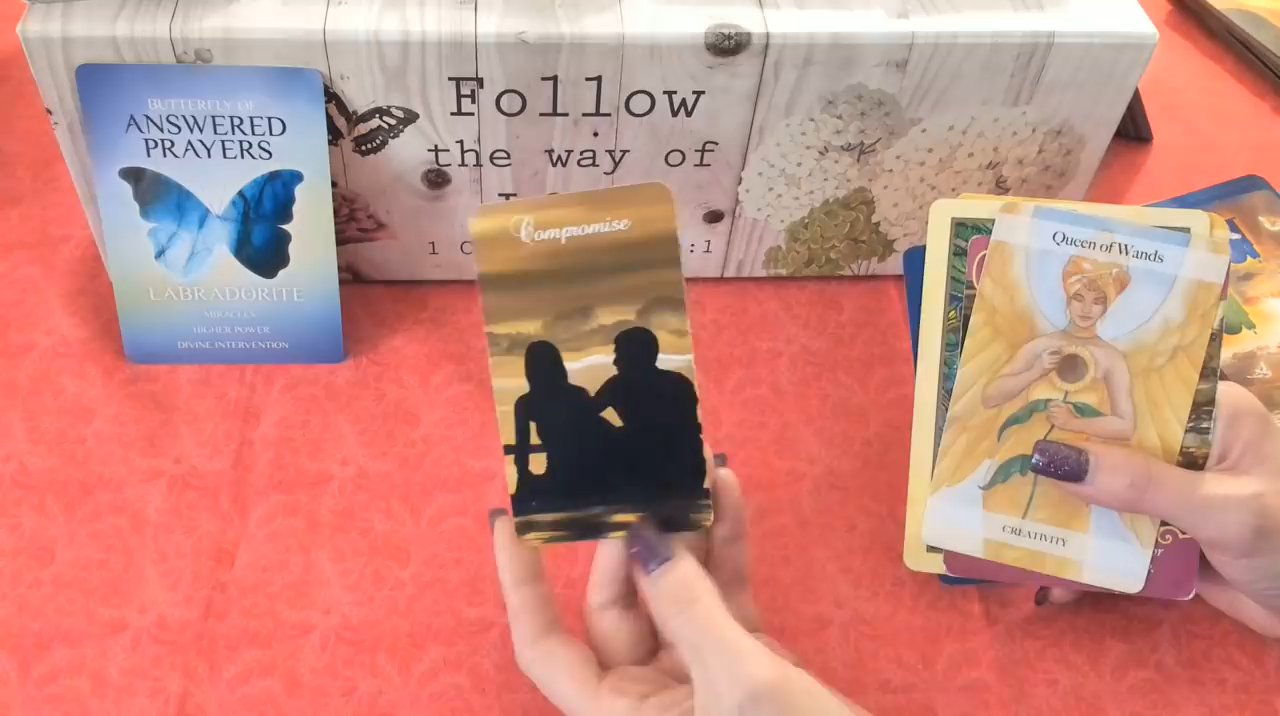 BUTTERFLY OF
ANSWERED
PRAYERS
LABRADORITE
MIRACLES
HIGHER POWER
DIVINE INTERVENTION
Follow
the way of
1 C
:1
Compromise
Queen of Wands
CREATIVITY